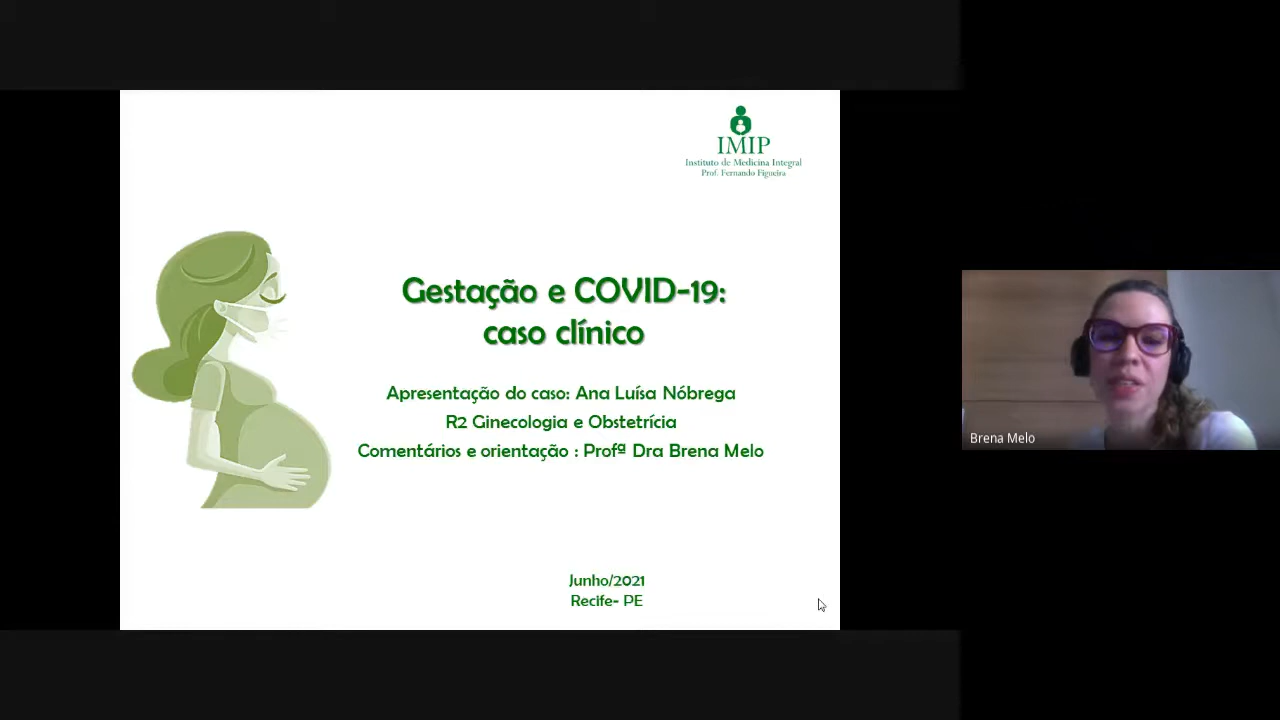 IMIP
Instituto de Medicina Integral
Prof. Fernando Figueira
Gestação e COVID-19:
caso clínico
Apresentação do caso: Ana Luísa Nóbrega
R2 Ginecologia e Obstetrícia
Comentários e orientação : Profª Dra Brena Melo
Brena Melo
Junho/2021
Recife- PE